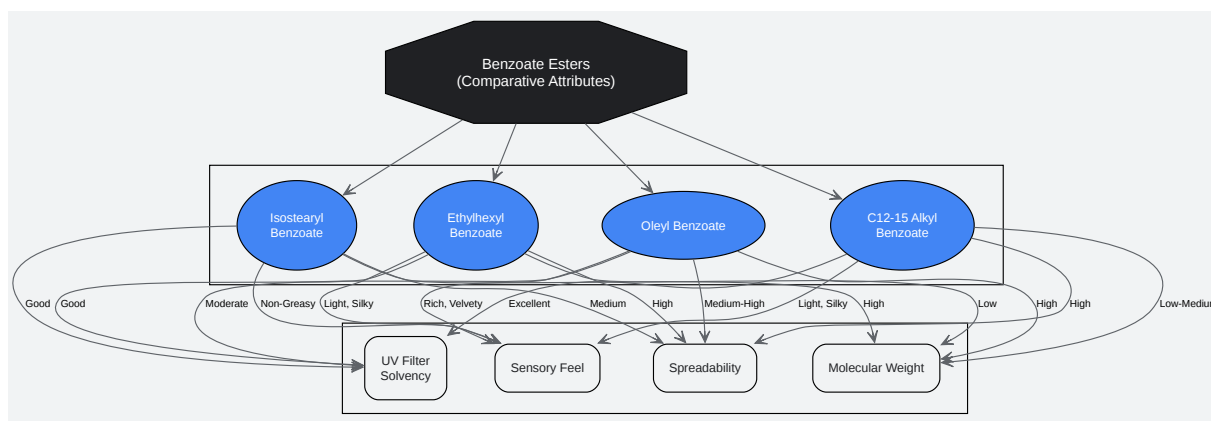 Benzoate Esters
(Comparative Attributes)
Isostearyl
Benzoate
Ethylhexyl
Benzoate
Oleyl Benzoate
C12-15 Alkyl
Benzoate
Good
Good
Moderate
Non-Greasy
Light, Silky
Rich, Velvety
Excellent
Medium
High
Medium-High
Light, Silky
High
Low
High
High
Low-Medium
UV Filter
Solvency
Sensory Feel
Spreadability
Molecular Weight